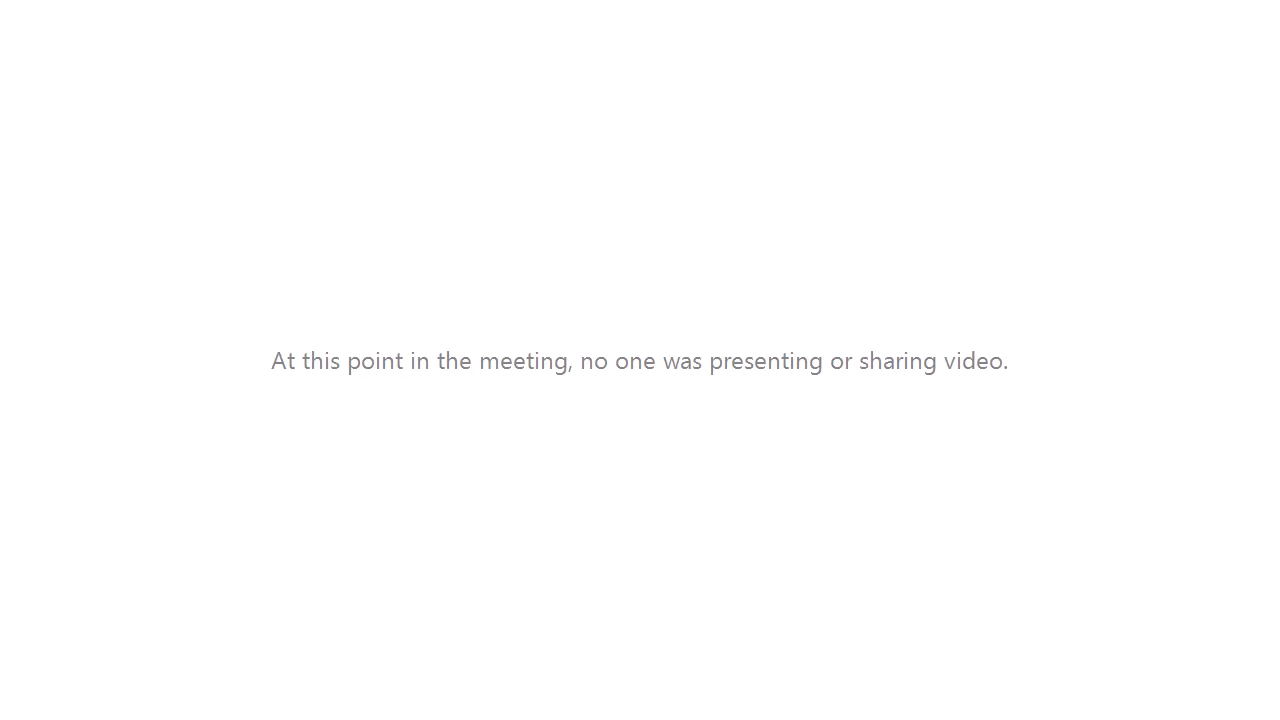 At this point in the meeting, no one was presenting or sharing video.